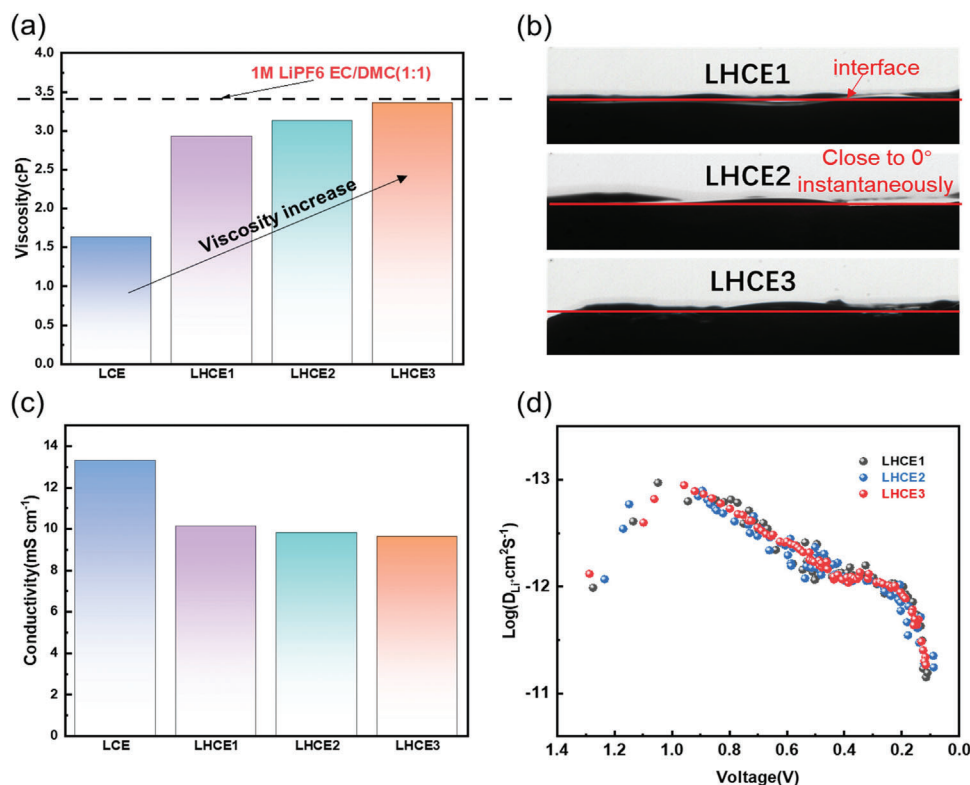 (a)
4.0
3.5
3.0
2.5
2.0
1.5
1.0
0.5
0.0
Viscosity(cP)
1M LiPF6 EC/DMC(1:1)
Viscosity increase
LCE
LHCE1
LHCE2
LHCE3
(b)
LHCE1
interface
LHCE2
Close to 0°
instantaneously
LHCE3
(c)
14
12
10
8
6
4
2
0
Conductivity(mS cm⁻¹)
LCE
LHCE1
LHCE2
LHCE3
(d)
-13
-12
-11
Log(D_Li·cm²S⁻¹)
LHCE1
LHCE2
LHCE3
1.4
1.2
1.0
0.8
0.6
0.4
0.2
0.0
Voltage(V)